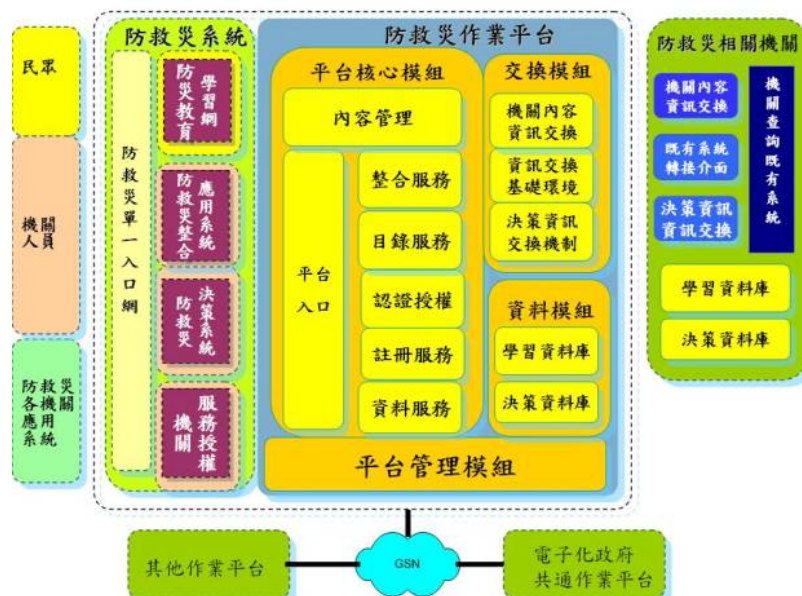 民眾
機關
人員
防救災
各機關
應用
系統
防救災系統
防救災單一入口網
防災教育
學習網
防救災整合
應用系統
防救災
決策系統
機關
服務授權
防救災作業平台
平台核心模組
內容管理
平台
入口
整合服務
目錄服務
認證授權
註冊服務
資料服務
交換模組
機關內容
資訊交換
資訊交換
基礎環境
決策資訊
交換機制
資料模組
學習資料庫
決策資料庫
平台管理模組
防救災相關機關
機關內容
資訊交換
既有系統
轉接介面
決策資訊
資訊交換
機關查詢既有系統
學習資料庫
決策資料庫
其他作業平台
GSN
電子化政府
共通作業平台